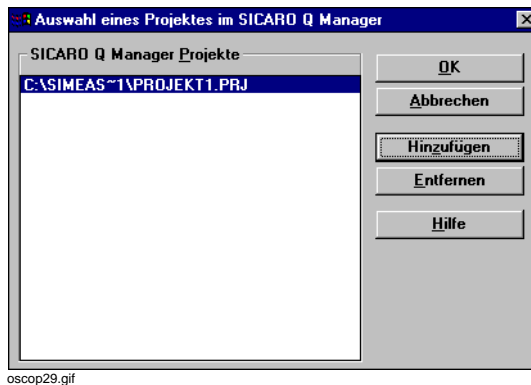 Auswahl eines Projektes im SICARO Q Manager
SICARO Q Manager Projekte
C:\SIMEAS~1\PROJEKT1.PRJ
OK
Abbrechen
Hinzufügen
Entfernen
Hilfe
oscop29.gif